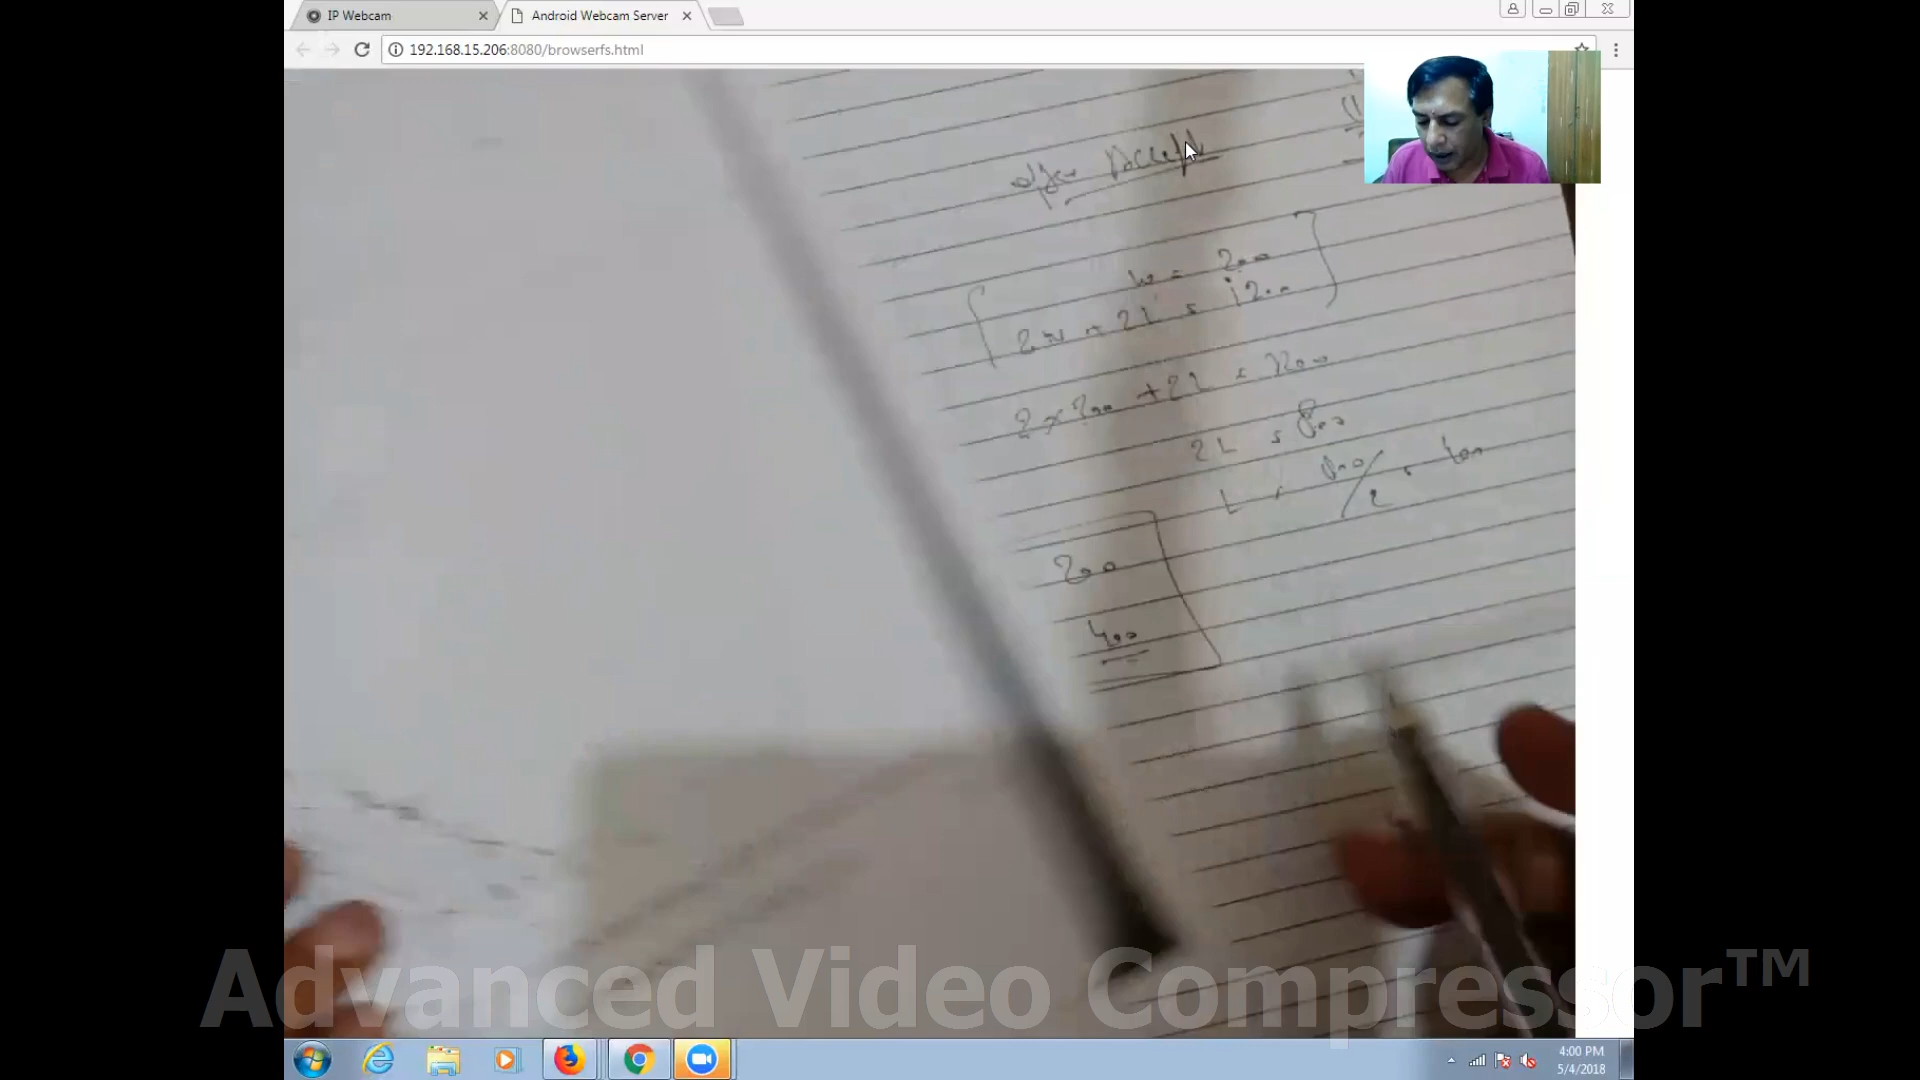 IP Webcam
Android Webcam Server
192.168.15.206:8080/browserfs.html
w = 200
2w + 2L = 1200
2 x 200 + 2L = 1200
2L = 800
L = 800/2 = 400
200
400
Advanced Video Compressor™
4:00 PM
5/4/2018